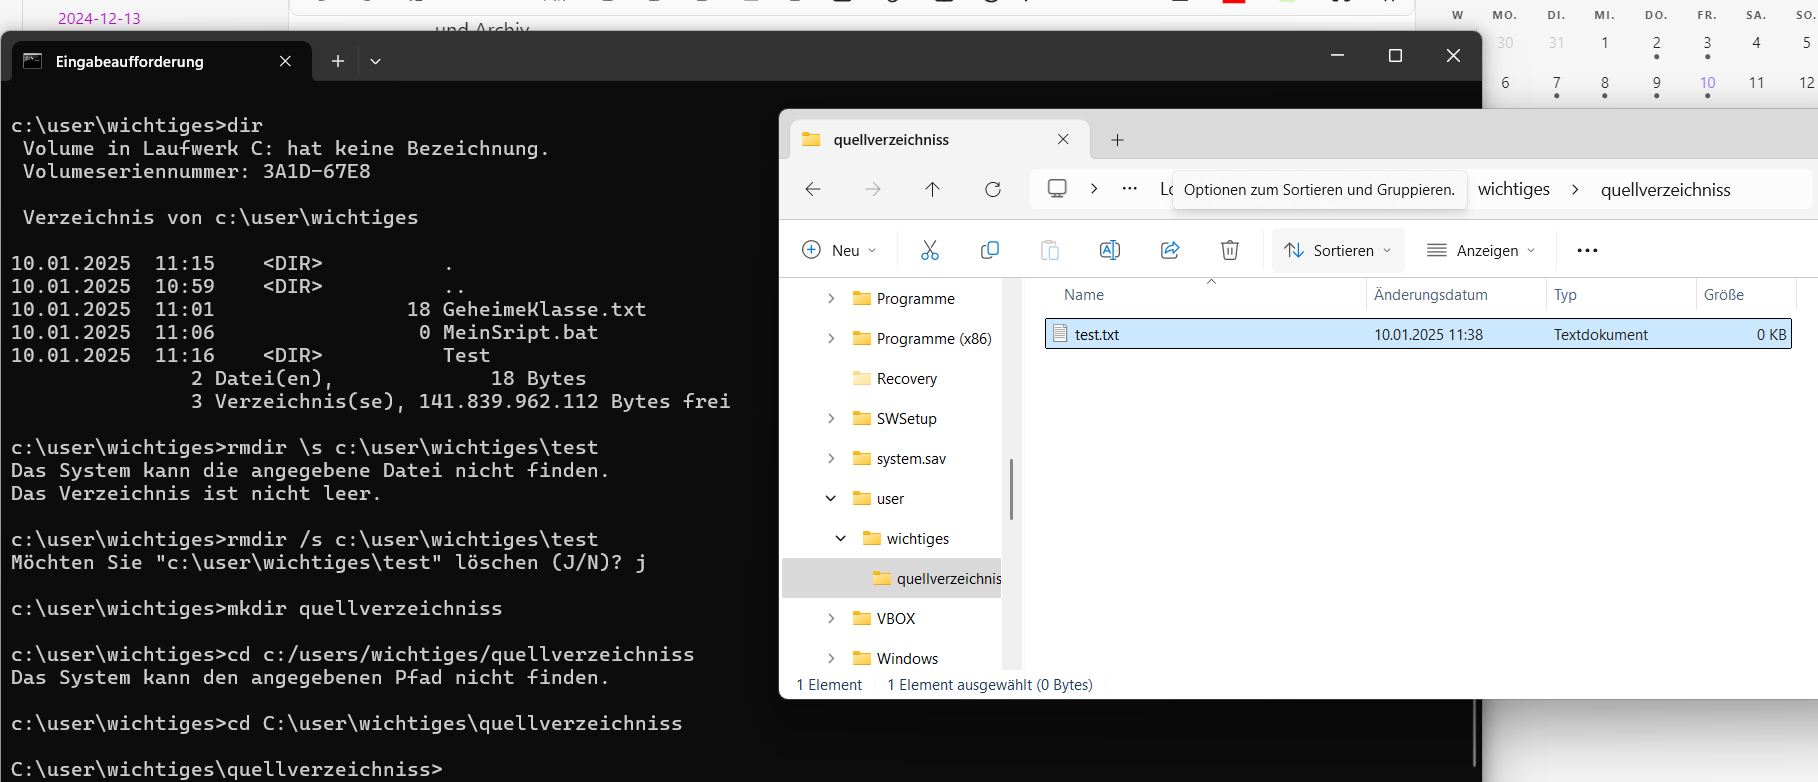 2024-12-13
und Archiv
W MO. DI. MI. DO. FR. SA. SO.
30 31 1 2 3 4 5
6 7 8 9 10 11 12
Eingabeaufforderung
c:\user\wichtiges>dir
Volume in Laufwerk C: hat keine Bezeichnung.
Volumeseriennummer: 3A1D-67E8
Verzeichnis von c:\user\wichtiges
10.01.2025 11:15 <DIR> .
10.01.2025 10:59 <DIR> ..
10.01.2025 11:01 18 GeheimeKlasse.txt
10.01.2025 11:06 0 MeinSript.bat
10.01.2025 11:16 <DIR> Test
2 Datei(en), 18 Bytes
3 Verzeichnis(se), 141.839.962.112 Bytes frei
c:\user\wichtiges>rmdir \s c:\user\wichtiges\test
Das System kann die angegebene Datei nicht finden.
Das Verzeichnis ist nicht leer.
c:\user\wichtiges>rmdir /s c:\user\wichtiges\test
Möchten Sie "c:\user\wichtiges\test" löschen (J/N)? j
c:\user\wichtiges>mkdir quellverzeichniss
c:\user\wichtiges>cd c:/users/wichtiges/quellverzeichniss
Das System kann den angegebenen Pfad nicht finden.
c:\user\wichtiges>cd C:\user\wichtiges\quellverzeichniss
C:\user\wichtiges\quellverzeichniss>
quellverzeichniss
Optionen zum Sortieren und Gruppieren. wichtiges > quellverzeichniss
Neu Sortieren Anzeigen
Name Änderungsdatum Typ Größe
test.txt 10.01.2025 11:38 Textdokument 0 KB
Programme
Programme (x86)
Recovery
SWSetup
system.sav
user
wichtiges
quellverzeichnis
VBOX
Windows
1 Element 1 Element ausgewählt (0 Bytes)